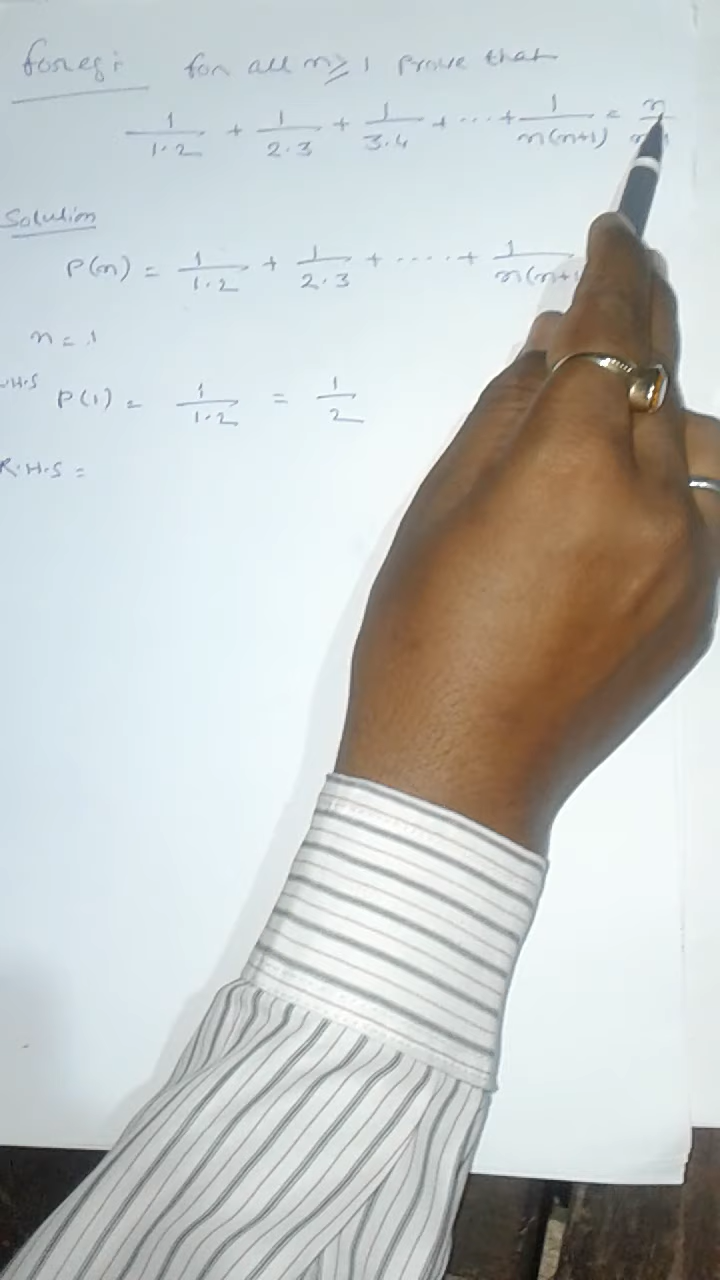 for eg:  for all n ≥ 1 prove that
1/1·2 + 1/2·3 + 1/3·4 + ··· + 1/n(n+1) = n/
Solution
P(n) = 1/1·2 + 1/2·3 + ····· + 1/n(n+1
n = 1
.H.S P(1) = 1/1·2 = 1/2
R.H.S =